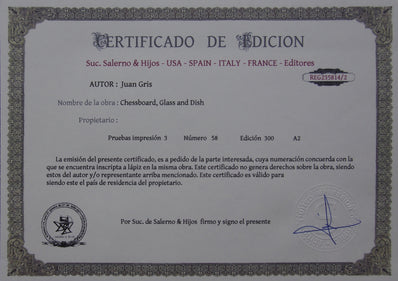 CERTIFICADO DE EDICION
Suc. Salerno & Hijos - USA - SPAIN - ITALY - FRANCE - Editores
REG215814/2
AUTOR : Juan Gris
Nombre de la obra : Chessboard, Glass and Dish
Propietario :
Pruebas impresión 3 Número 58 Edición 300 A2
La emisión del presente certificado, es a pedido de la parte interesada, cuya numeración concuerda con la
que se encuentra inscripta a lápiz en la misma obra. Este certificado no genera derechos sobre la obra, siendo
estos del autor y/o representante arriba mencionado. Este certificado es válido para
siendo este el país de residencia del propietario.
Por Suc. de Salerno & Hijos firmo y signo el presente